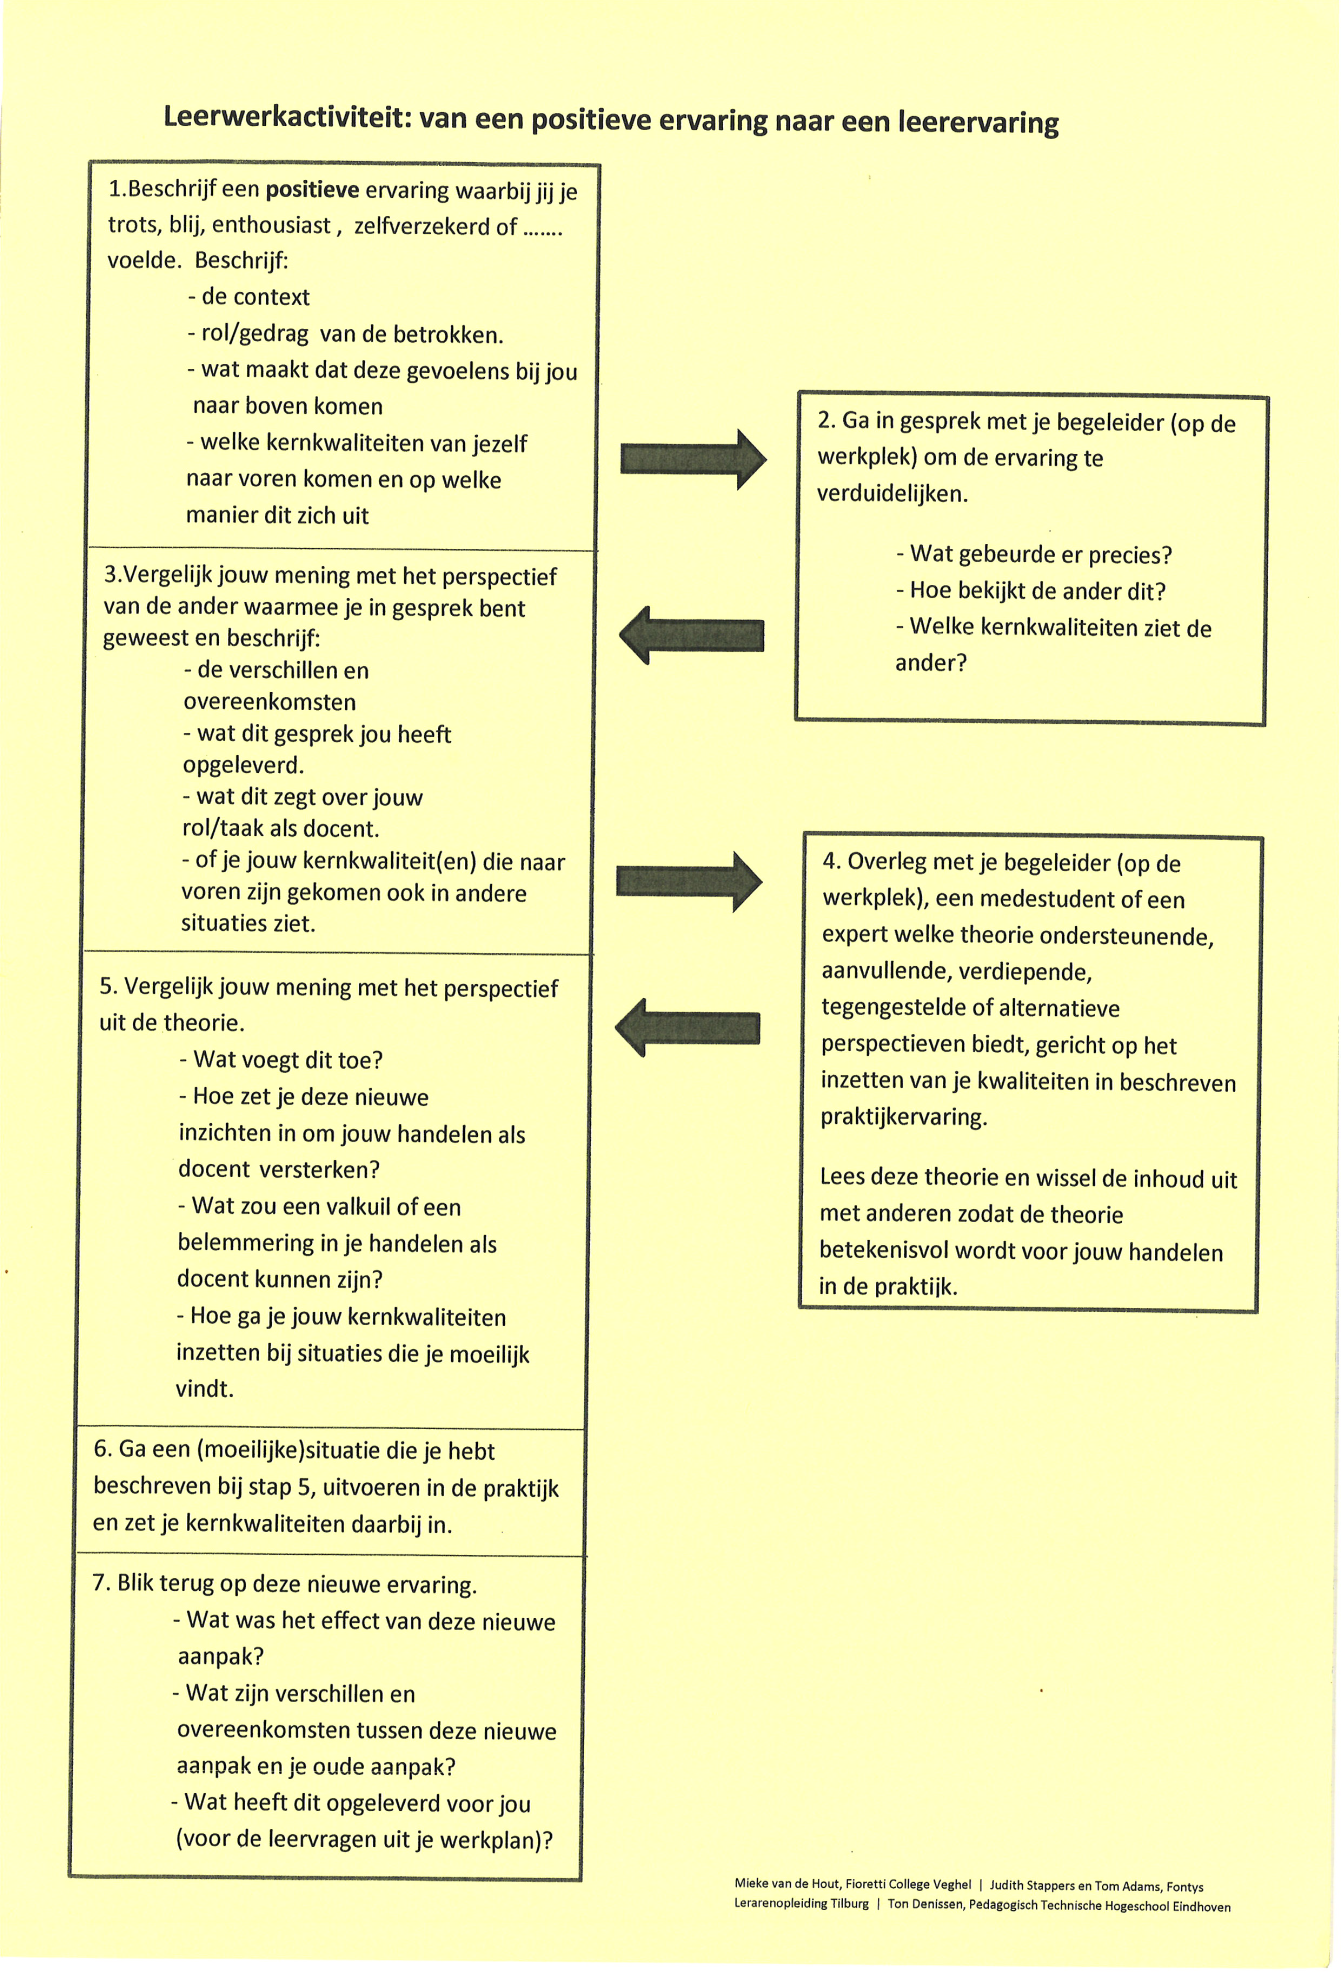 Leerwerkactiviteit: van een positieve ervaring naar een leerervaring
1.Beschrijf een positieve ervaring waarbij jij je
trots, blij, enthousiast , zelfverzekerd of .......
voelde. Beschrijf:
- de context
- rol/gedrag van de betrokken.
- wat maakt dat deze gevoelens bij jou
naar boven komen
- welke kernkwaliteiten van jezelf
naar voren komen en op welke
manier dit zich uit
2. Ga in gesprek met je begeleider (op de
werkplek) om de ervaring te
verduidelijken.
- Wat gebeurde er precies?
- Hoe bekijkt de ander dit?
- Welke kernkwaliteiten ziet de
ander?
3.Vergelijk jouw mening met het perspectief
van de ander waarmee je in gesprek bent
geweest en beschrijf:
- de verschillen en
overeenkomsten
- wat dit gesprek jou heeft
opgeleverd.
- wat dit zegt over jouw
rol/taak als docent.
- of je jouw kernkwaliteit(en) die naar
voren zijn gekomen ook in andere
situaties ziet.
4. Overleg met je begeleider (op de
werkplek), een medestudent of een
expert welke theorie ondersteunende,
aanvullende, verdiepende,
tegengestelde of alternatieve
perspectieven biedt, gericht op het
inzetten van je kwaliteiten in beschreven
praktijkervaring.
Lees deze theorie en wissel de inhoud uit
met anderen zodat de theorie
betekenisvol wordt voor jouw handelen
in de praktijk.
5. Vergelijk jouw mening met het perspectief
uit de theorie.
- Wat voegt dit toe?
- Hoe zet je deze nieuwe
inzichten in om jouw handelen als
docent versterken?
- Wat zou een valkuil of een
belemmering in je handelen als
docent kunnen zijn?
- Hoe ga je jouw kernkwaliteiten
inzetten bij situaties die je moeilijk
vindt.
6. Ga een (moeilijke)situatie die je hebt
beschreven bij stap 5, uitvoeren in de praktijk
en zet je kernkwaliteiten daarbij in.
7. Blik terug op deze nieuwe ervaring.
- Wat was het effect van deze nieuwe
aanpak?
- Wat zijn verschillen en
overeenkomsten tussen deze nieuwe
aanpak en je oude aanpak?
- Wat heeft dit opgeleverd voor jou
(voor de leervragen uit je werkplan)?
Mieke van de Hout, Fioretti College Veghel | Judith Stappers en Tom Adams, Fontys
Lerarenopleiding Tilburg | Ton Denissen, Pedagogisch Technische Hogeschool Eindhoven